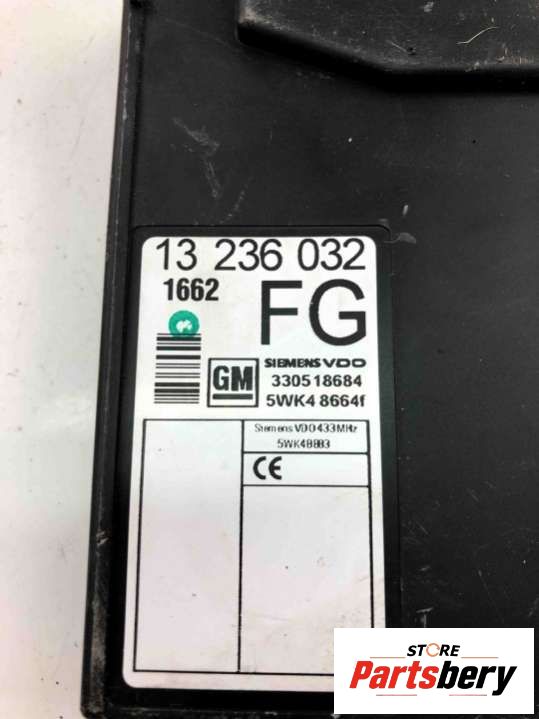 13 236 032
1662
FG
GM
SIEMENS VDO
330518684
5WK4 8664f
Siemens VDO 433MHz
5WK48883
CE
STORE
Partsbery